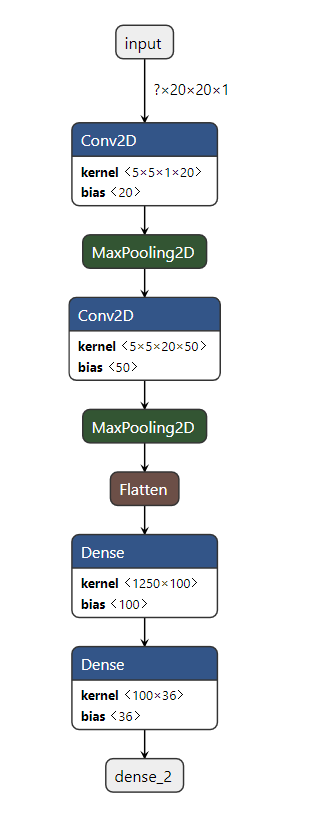 input
?×20×20×1
Conv2D
kernel 〈5×5×1×20〉
bias 〈20〉
MaxPooling2D
Conv2D
kernel 〈5×5×20×50〉
bias 〈50〉
MaxPooling2D
Flatten
Dense
kernel 〈1250×100〉
bias 〈100〉
Dense
kernel 〈100×36〉
bias 〈36〉
dense_2